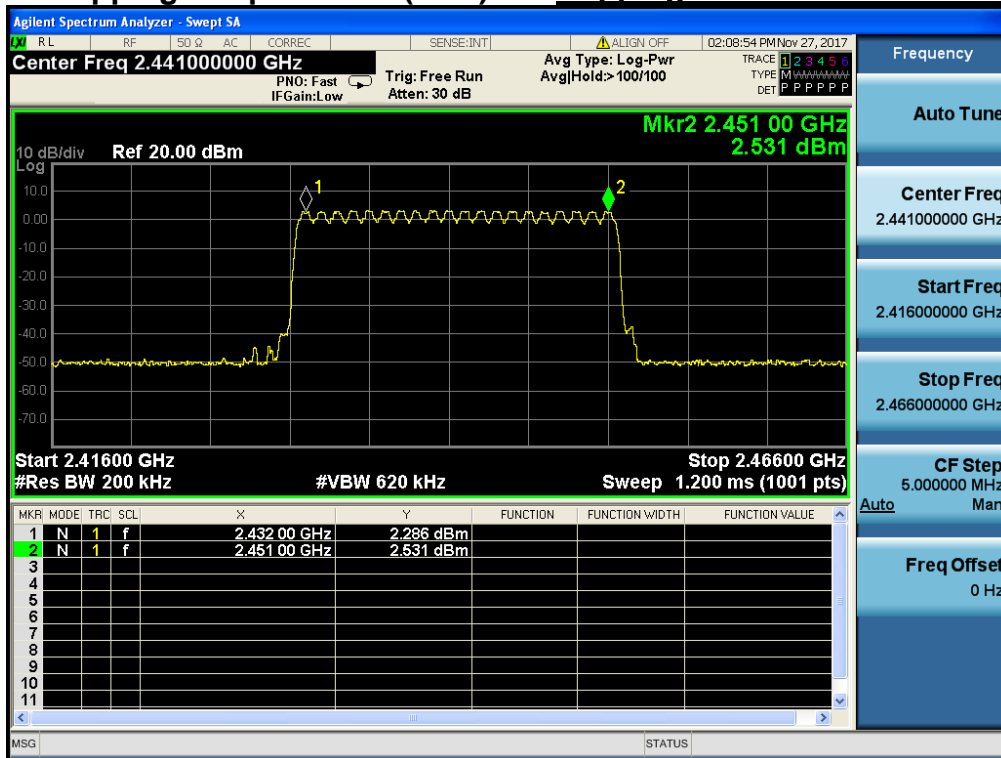 Agilent Spectrum Analyzer - Swept SA
LXI RL RF 50 Ω AC CORREC SENSE:INT ALIGN OFF 02:08:54 PM Nov 27, 2017
Center Freq 2.441000000 GHz
PNO: Fast
IFGain:Low
Trig: Free Run
Atten: 30 dB
Avg Type: Log-Pwr
Avg|Hold:>100/100
TRACE 1 2 3 4 5 6
TYPE M
DET P P P P P P
Mkr2 2.451 00 GHz
2.531 dBm
10 dB/div Ref 20.00 dBm
Log
1
2
10.0
0.00
-10.0
-20.0
-30.0
-40.0
-50.0
-60.0
-70.0
Start 2.41600 GHz Stop 2.46600 GHz
#Res BW 200 kHz #VBW 620 kHz Sweep 1.200 ms (1001 pts)
MKR MODE TRC SCL X Y FUNCTION FUNCTION WIDTH FUNCTION VALUE
1 N 1 f 2.432 00 GHz 2.286 dBm
2 N 1 f 2.451 00 GHz 2.531 dBm
3
4
5
6
7
8
9
10
11
MSG STATUS
Frequency
Auto Tune
Center Freq
2.441000000 GHz
Start Freq
2.416000000 GHz
Stop Freq
2.466000000 GHz
CF Step
5.000000 MHz
Auto Man
Freq Offset
0 Hz